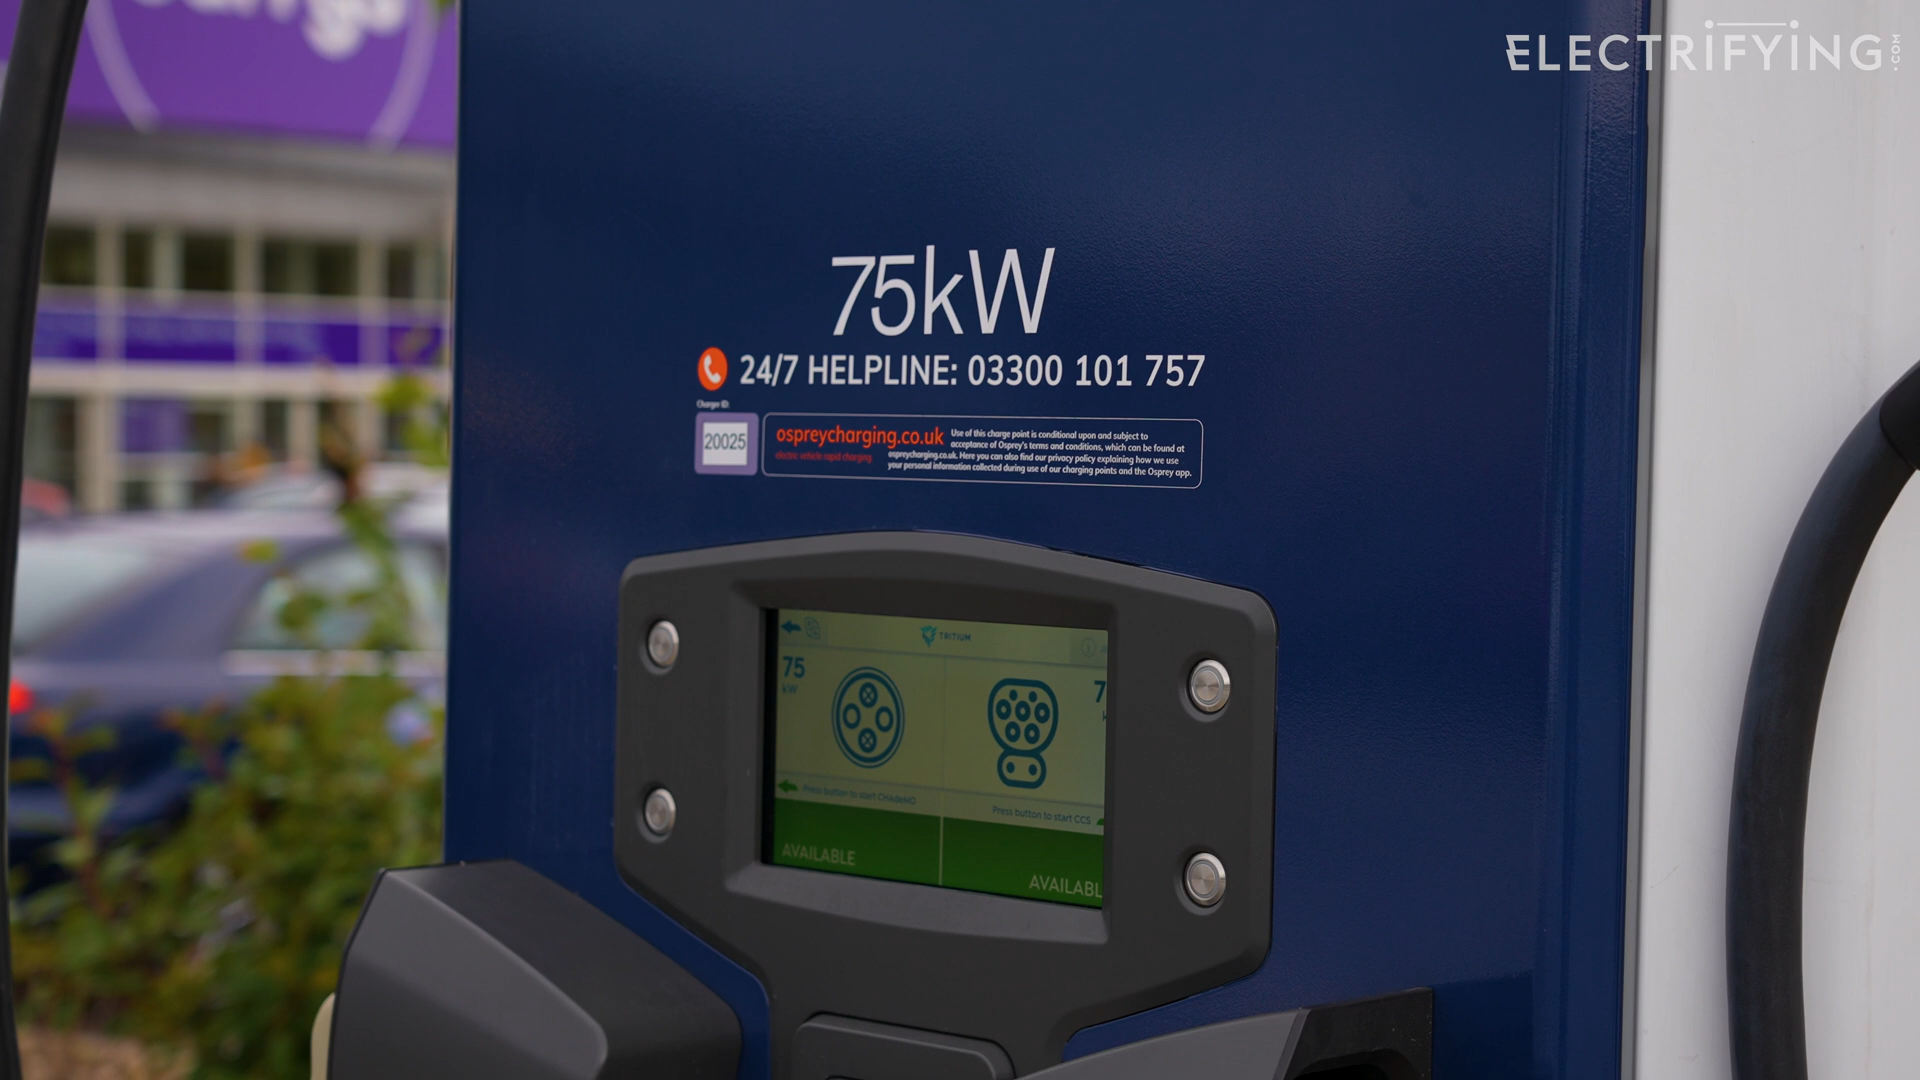 ELECTRIFYING.COM
75kW
24/7 HELPLINE: 03300 101 757
Charger ID:
20025
ospreycharging.co.uk
electric vehicle rapid charging
Use of this charge point is conditional upon and subject to
acceptance of Osprey's terms and conditions, which can be found at
ospreycharging.co.uk. Here you can also find our privacy policy explaining how we use
your personal information collected during use of our charging points and the Osprey app.
TRITIUM
75
kW
7
Press button to start CHAdeMO
Press button to start CCS
AVAILABLE
AVAILABL